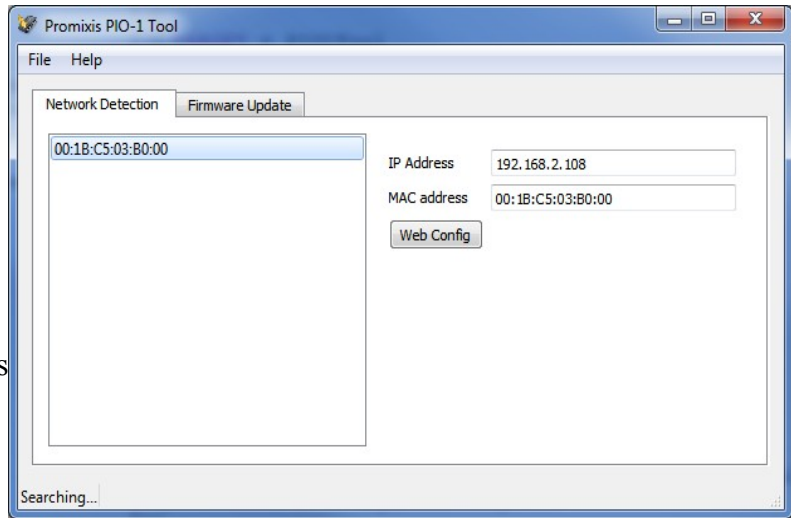 Promixis PIO-1 Tool
File Help
Network Detection Firmware Update
00:1B:C5:03:B0:00
IP Address 192.168.2.108
MAC address 00:1B:C5:03:B0:00
Web Config
s
Searching...